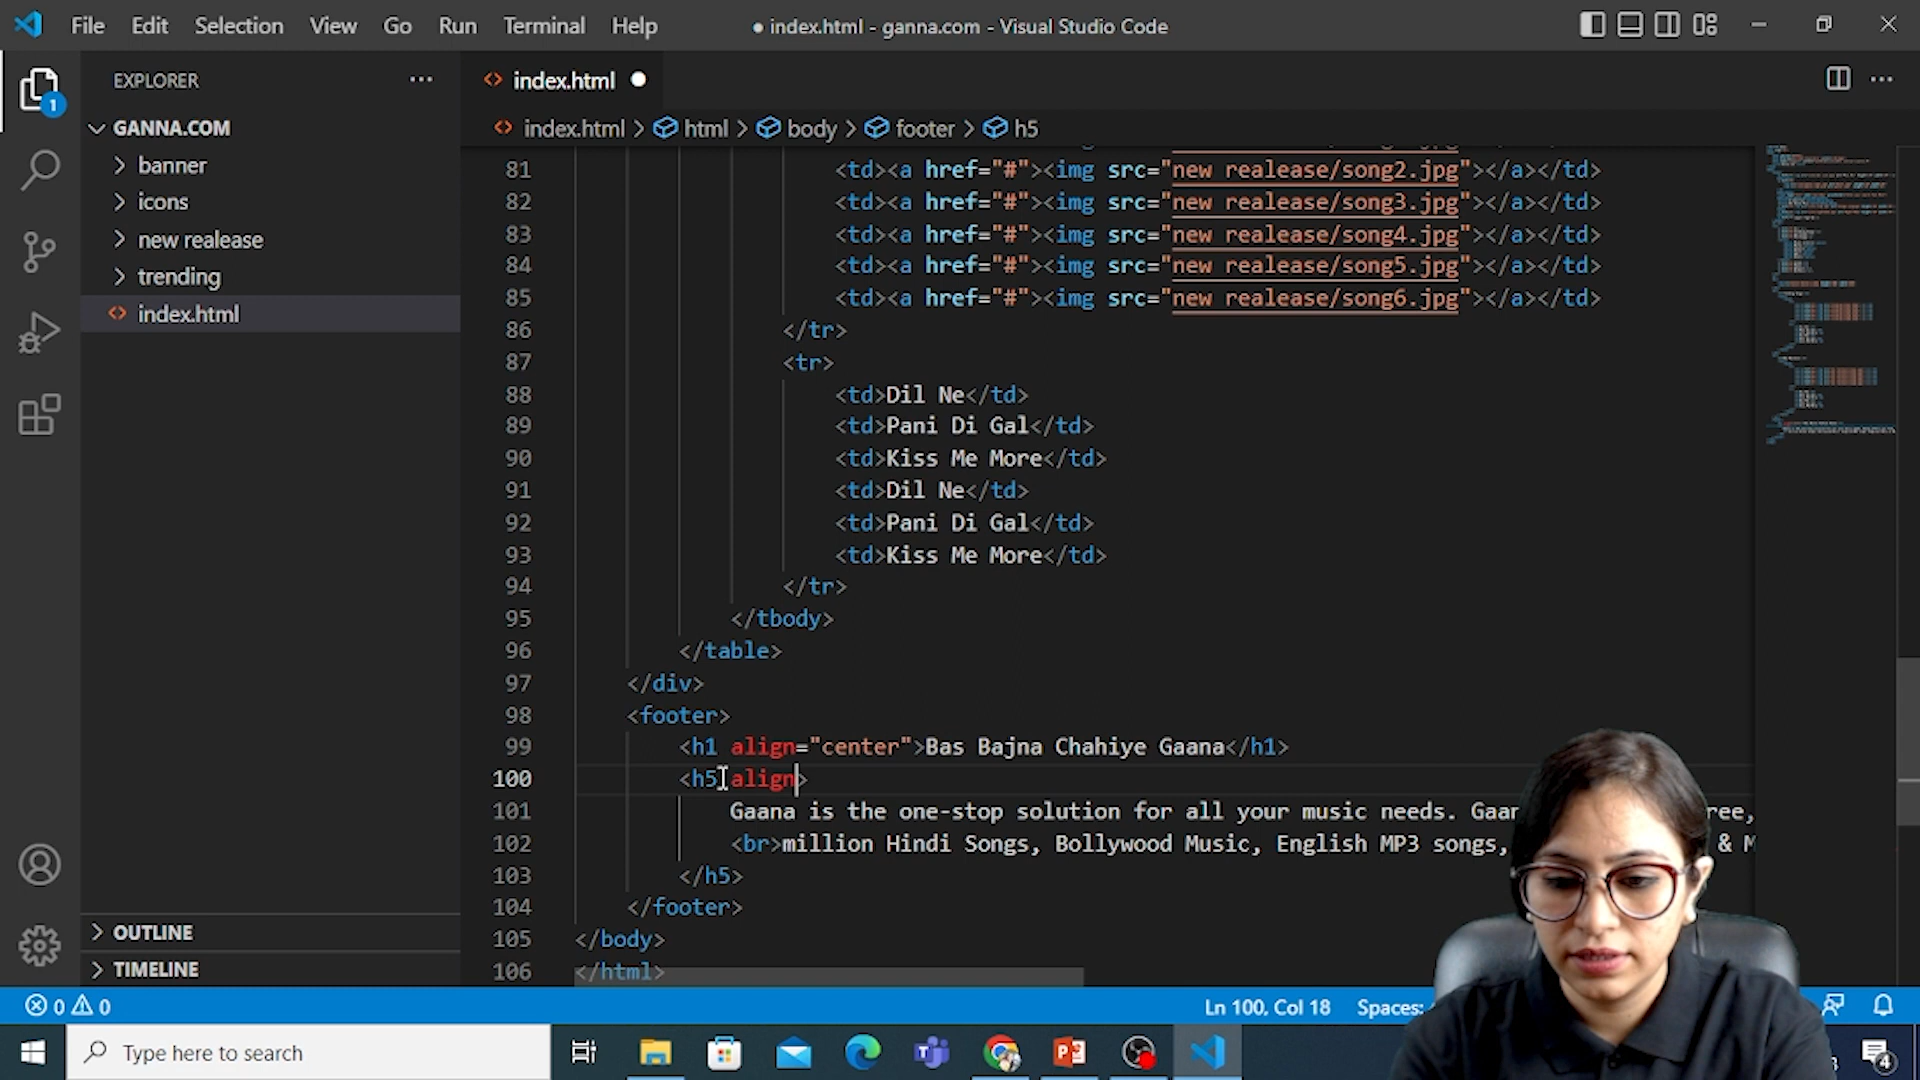 File Edit Selection View Go Run Terminal Help
● index.html - ganna.com - Visual Studio Code
EXPLORER
1
GANNA.COM
banner
icons
new realease
trending
index.html
OUTLINE
TIMELINE
index.html
index.html > html > body > footer > h5
81 <td><a href="#"><img src="new realease/song2.jpg"></a></td>
82 <td><a href="#"><img src="new realease/song3.jpg"></a></td>
83 <td><a href="#"><img src="new realease/song4.jpg"></a></td>
84 <td><a href="#"><img src="new realease/song5.jpg"></a></td>
85 <td><a href="#"><img src="new realease/song6.jpg"></a></td>
86 </tr>
87 <tr>
88 <td>Dil Ne</td>
89 <td>Pani Di Gal</td>
90 <td>Kiss Me More</td>
91 <td>Dil Ne</td>
92 <td>Pani Di Gal</td>
93 <td>Kiss Me More</td>
94 </tr>
95 </tbody>
96 </table>
97 </div>
98 <footer>
99 <h1 align="center">Bas Bajna Chahiye Gaana</h1>
100 <h5 align>
101 Gaana is the one-stop solution for all your music needs.
102 <br>million Hindi Songs, Bollywood Music, English MP3 songs, &
103 </h5>
104 </footer>
105 </body>
106 </html>
0 0
Ln 100, Col 18 Spaces:
Type here to search
4